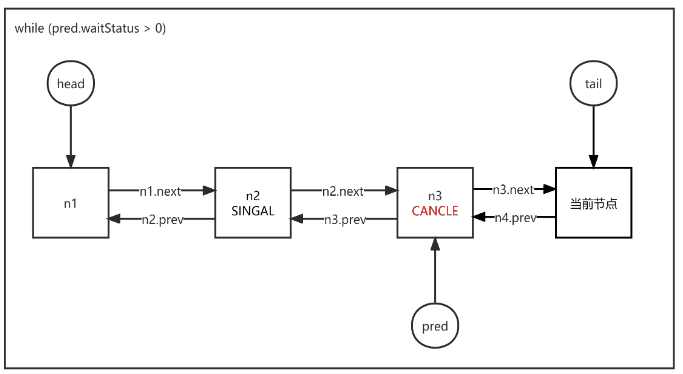 while (pred.waitStatus > 0)
head
tail
n1
n1.next
n2.prev
n2
SINGAL
n2.next
n3.prev
n3
CANCLE
n3.next
n4.prev
当前节点
pred